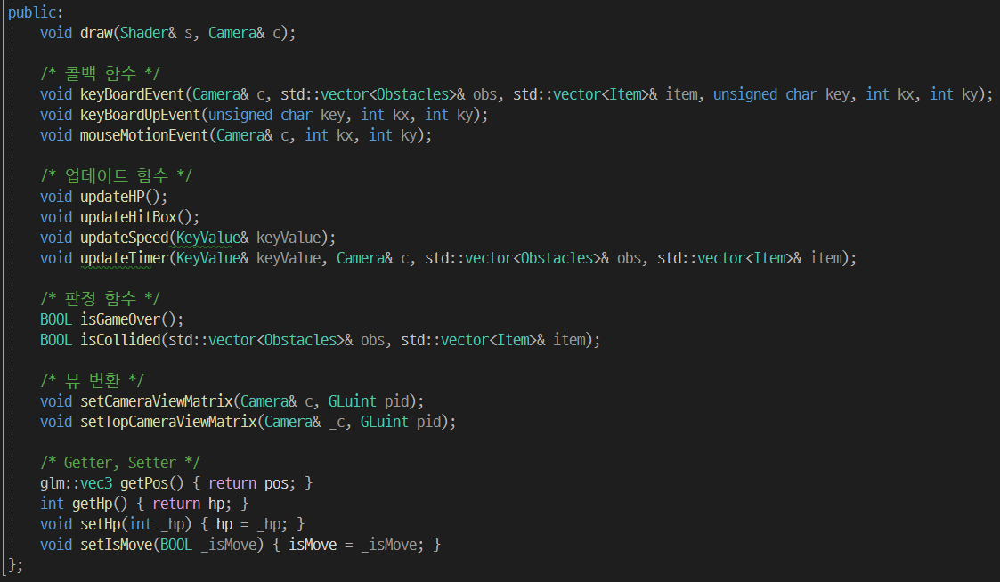 public:
void draw(Shader& s, Camera& c);
/* 콜백 함수 */
void keyBoardEvent(Camera& c, std::vector<Obstacles>& obs, std::vector<Item>& item, unsigned char key, int kx, int ky);
void keyBoardUpEvent(unsigned char key, int kx, int ky);
void mouseMotionEvent(Camera& c, int kx, int ky);
/* 업데이트 함수 */
void updateHP();
void updateHitBox();
void updateSpeed(KeyValue& keyValue);
void updateTimer(KeyValue& keyValue, Camera& c, std::vector<Obstacles>& obs, std::vector<Item>& item);
/* 판정 함수 */
BOOL isGameOver();
BOOL isCollided(std::vector<Obstacles>& obs, std::vector<Item>& item);
/* 뷰 변환 */
void setCameraViewMatrix(Camera& c, GLuint pid);
void setTopCameraViewMatrix(Camera& _c, GLuint pid);
/* Getter, Setter */
glm::vec3 getPos() { return pos; }
int getHp() { return hp; }
void setHp(int _hp) { hp = _hp; }
void setIsMove(BOOL _isMove) { isMove = _isMove; }
};